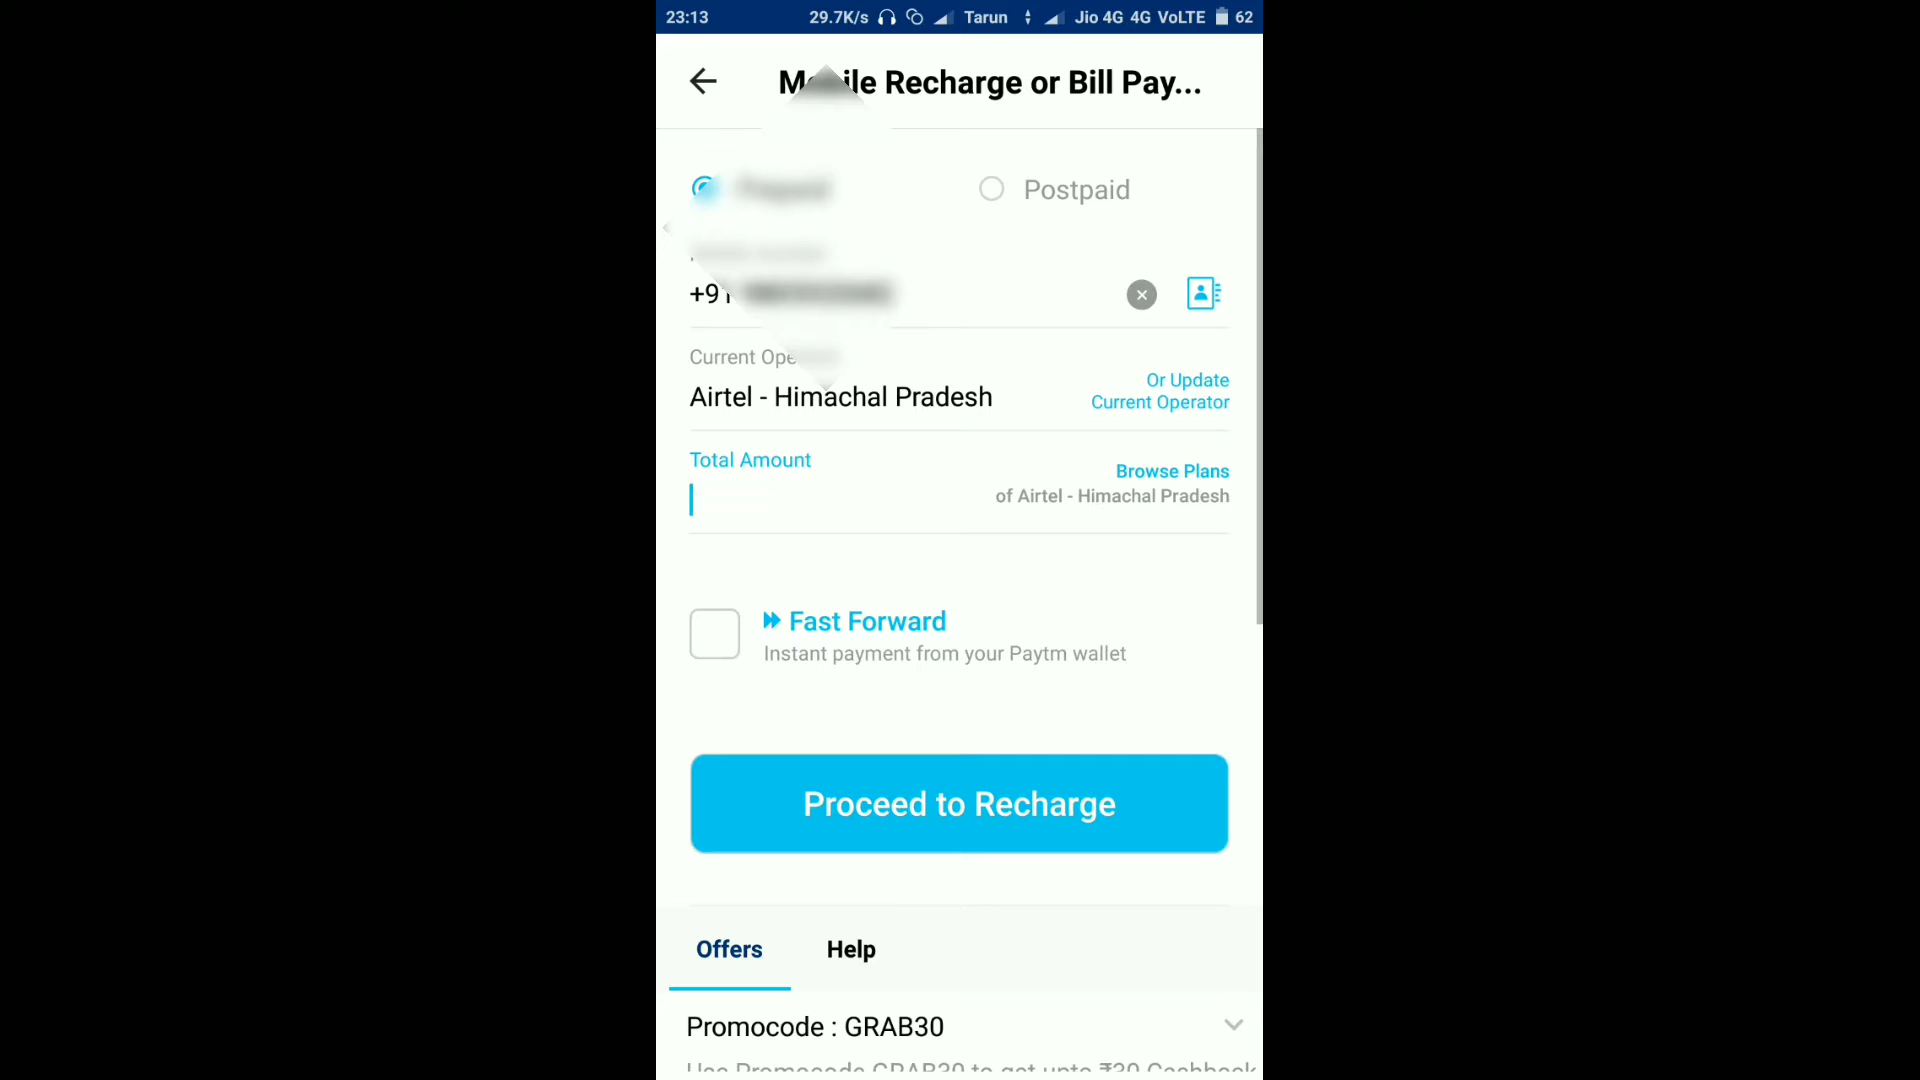 23:13 29.7K/s Tarun Jio 4G 4G VoLTE 62
Mobile Recharge or Bill Pay...
Prepaid Postpaid
+91
Current Ope
Airtel - Himachal Pradesh
Or Update
Current Operator
Total Amount
Browse Plans
of Airtel - Himachal Pradesh
Fast Forward
Instant payment from your Paytm wallet
Proceed to Recharge
Offers Help
Promocode : GRAB30
Use Promocode GRAB30 to get upto ₹30 Cashback